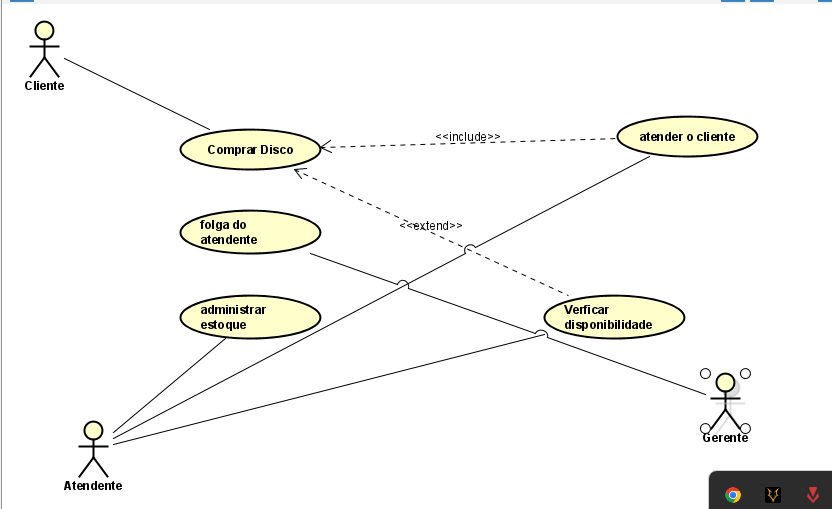 Cliente
<<include>>
atender o cliente
Comprar Disco
folga do
atendente
<<extend>>
administrar
estoque
Verficar
disponibilidade
Gerente
Atendente